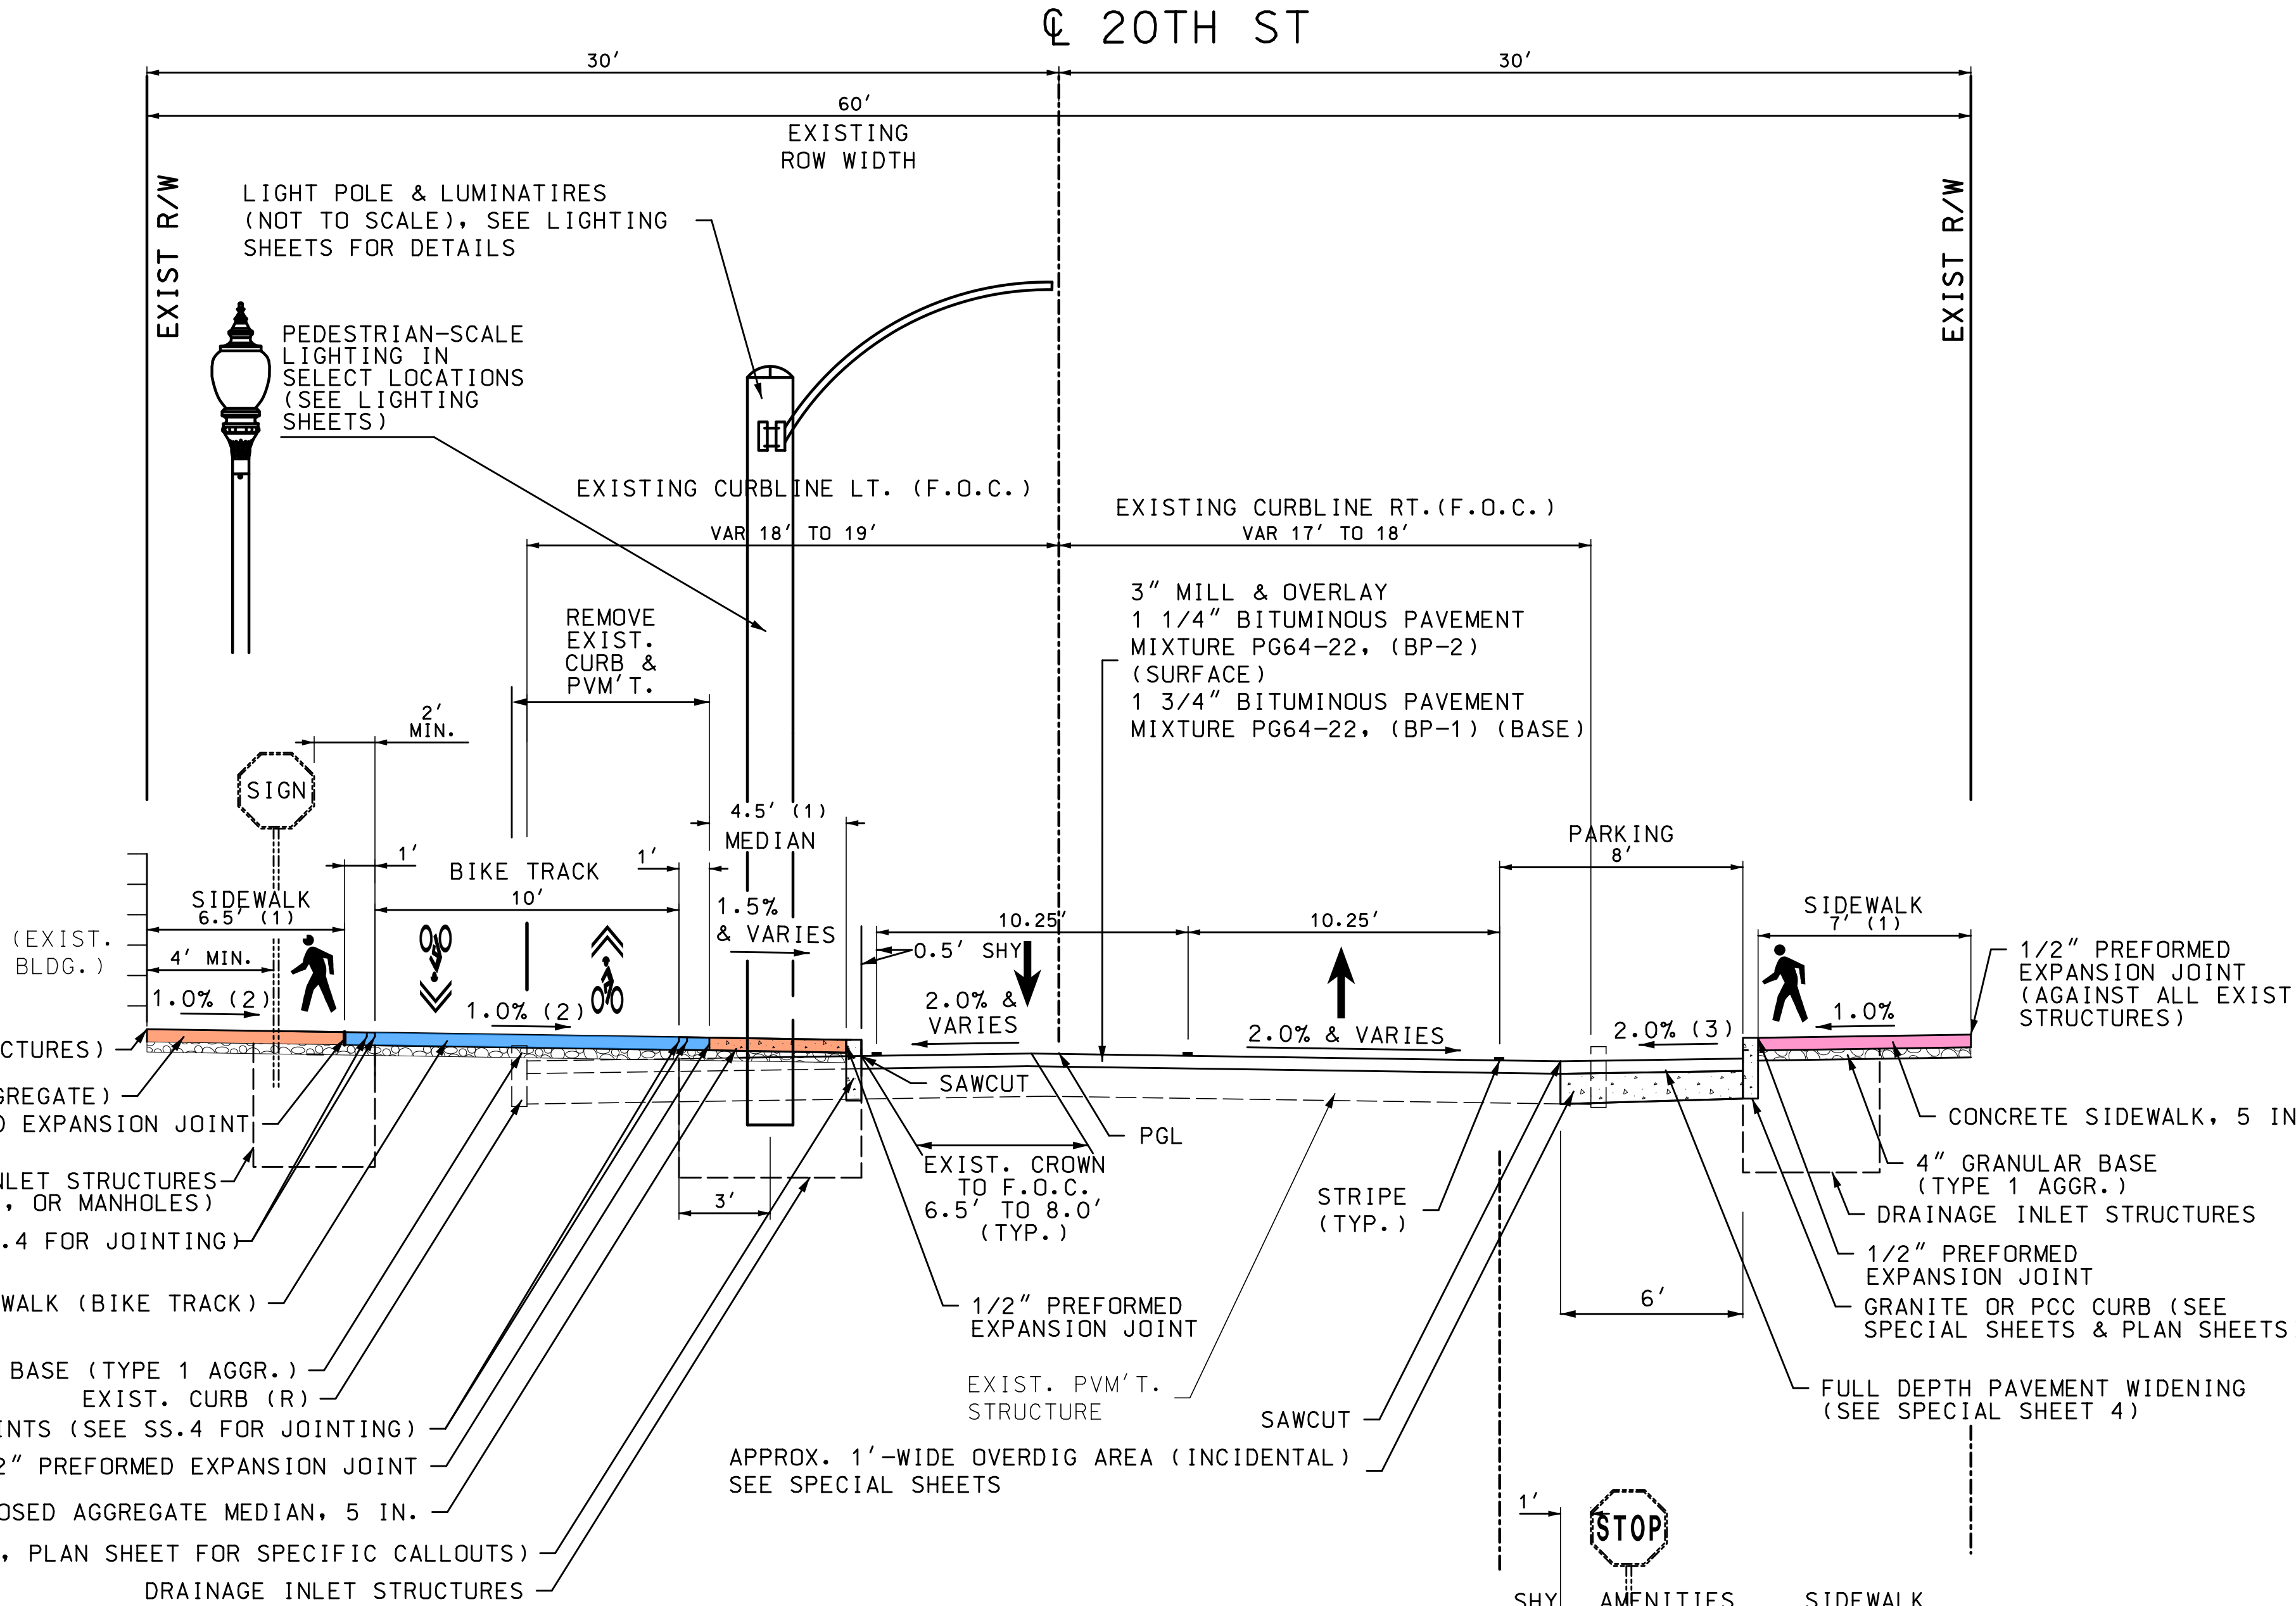 ℄ 20TH ST
30'
30'
60'
EXISTING
ROW WIDTH
EXIST R/W
EXIST R/W
LIGHT POLE & LUMINATIRES
(NOT TO SCALE), SEE LIGHTING
SHEETS FOR DETAILS
PEDESTRIAN-SCALE
LIGHTING IN
SELECT LOCATIONS
(SEE LIGHTING
SHEETS)
EXISTING CURBLINE LT. (F.O.C.)
VAR 18' TO 19'
EXISTING CURBLINE RT.(F.O.C.)
VAR 17' TO 18'
3" MILL & OVERLAY
1 1/4" BITUMINOUS PAVEMENT
MIXTURE PG64-22, (BP-2)
(SURFACE)
1 3/4" BITUMINOUS PAVEMENT
MIXTURE PG64-22, (BP-1) (BASE)
REMOVE
EXIST.
CURB &
PVM'T.
2'
MIN.
SIGN
4.5' (1)
MEDIAN
PARKING
8'
1'
BIKE TRACK
10'
1'
SIDEWALK
6.5' (1)
4' MIN.
1.0% (2)
1.0% (2)
1.5%
& VARIES
0.5' SHY
10.25'
10.25'
2.0% &
VARIES
2.0% & VARIES
2.0% (3)
SIDEWALK
7' (1)
1.0%
(EXIST.
BLDG.)
1/2" PREFORMED
EXPANSION JOINT
(AGAINST ALL EXIST
STRUCTURES)
CTURES)
GREGATE)
D EXPANSION JOINT
NLET STRUCTURES
, OR MANHOLES)
.4 FOR JOINTING)
WALK (BIKE TRACK)
BASE (TYPE 1 AGGR.)
EXIST. CURB (R)
INTS (SEE SS.4 FOR JOINTING)
2" PREFORMED EXPANSION JOINT
OSED AGGREGATE MEDIAN, 5 IN.
, PLAN SHEET FOR SPECIFIC CALLOUTS)
DRAINAGE INLET STRUCTURES
3'
SAWCUT
PGL
EXIST. CROWN
TO F.O.C.
6.5' TO 8.0'
(TYP.)
1/2" PREFORMED
EXPANSION JOINT
EXIST. PVM'T.
STRUCTURE
STRIPE
(TYP.)
SAWCUT
APPROX. 1'-WIDE OVERDIG AREA (INCIDENTAL)
SEE SPECIAL SHEETS
6'
CONCRETE SIDEWALK, 5 IN
4" GRANULAR BASE
(TYPE 1 AGGR.)
DRAINAGE INLET STRUCTURES
1/2" PREFORMED
EXPANSION JOINT
GRANITE OR PCC CURB (SEE
SPECIAL SHEETS & PLAN SHEETS
FULL DEPTH PAVEMENT WIDENING
(SEE SPECIAL SHEET 4)
1'
STOP
SHY AMENITIES SIDEWALK